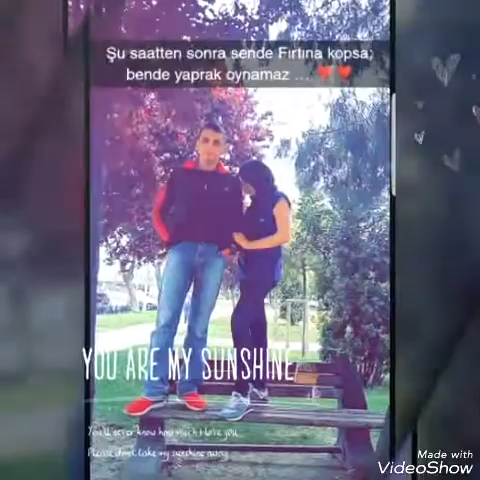 Şu saatten sonra sende Fırtına kopsa;
bende yaprak oynamaz ....
YOU ARE MY SUNSHINE
You'll never know how much i love you
Please don't take my sunshine away
Made with
VideoShow